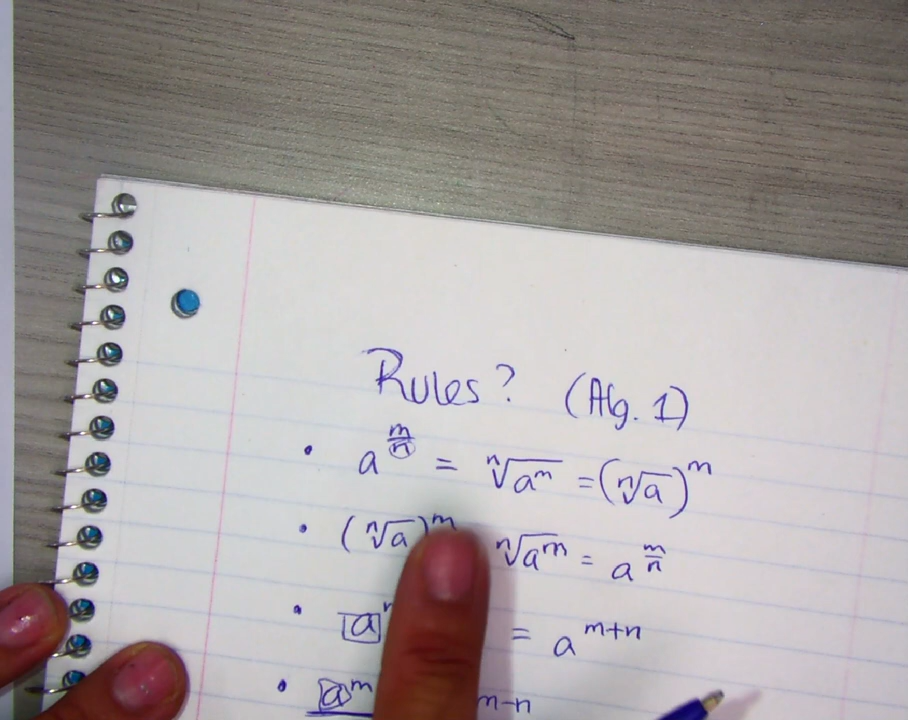 Rules? (Alg. 1)
• a^(m/n) = ⁿ√(a^m) = (ⁿ√a)^m
• (ⁿ√a)^m ⁿ√(a^m) = a^(m/n)
• a = a^(m+n)
• a^m m-n